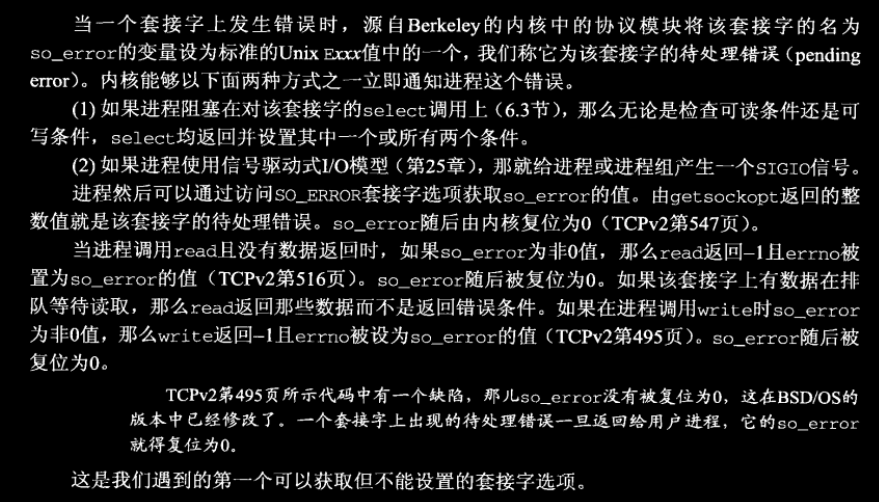 当一个套接字上发生错误时，源自Berkeley的内核中的协议模块将该套接字的名为
so_error的变量设为标准的Unix Exxx值中的一个，我们称它为该套接字的待处理错误（pending
error）。内核能够以下面两种方式之一立即通知进程这个错误。
(1) 如果进程阻塞在对该套接字的select调用上（6.3节），那么无论是检查可读条件还是可
写条件，select均返回并设置其中一个或所有两个条件。
(2) 如果进程使用信号驱动式I/O模型（第25章），那就给进程或进程组产生一个SIGIO信号。
进程然后可以通过访问SO_ERROR套接字选项获取so_error的值。由getsockopt返回的整
数值就是该套接字的待处理错误。so_error随后由内核复位为0（TCPv2第547页）。
当进程调用read且没有数据返回时，如果so_error为非0值，那么read返回–1且errno被
置为so_error的值（TCPv2第516页）。so_error随后被复位为0。如果该套接字上有数据在排
队等待读取，那么read返回那些数据而不是返回错误条件。如果在进程调用write时so_error
为非0值，那么write返回–1且errno被设为so_error的值（TCPv2第495页）。so_error随后被
复位为0。
TCPv2第495页所示代码中有一个缺陷，那儿so_error没有被复位为0，这在BSD/OS的
版本中已经修改了。一个套接字上出现的待处理错误一旦返回给用户进程，它的so_error
就得复位为0。
这是我们遇到的第一个可以获取但不能设置的套接字选项。